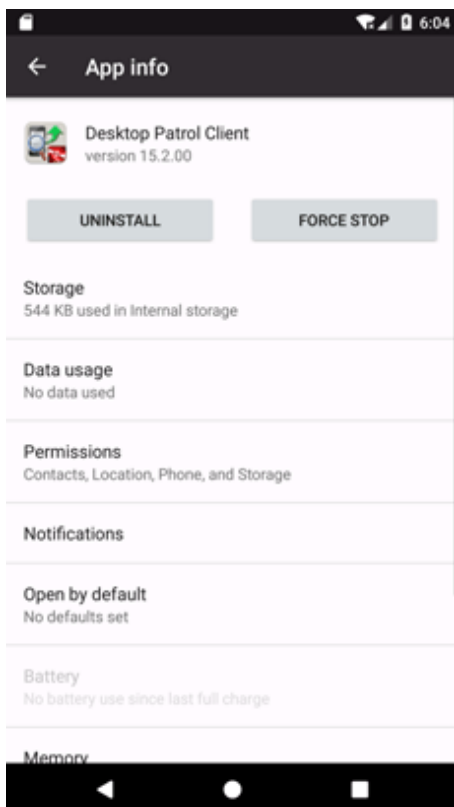 6:04
App info
Desktop Patrol Client
version 15.2.00
UNINSTALL
FORCE STOP
Storage
544 KB used in Internal storage
Data usage
No data used
Permissions
Contacts, Location, Phone, and Storage
Notifications
Open by default
No defaults set
Battery
No battery use since last full charge
Memory